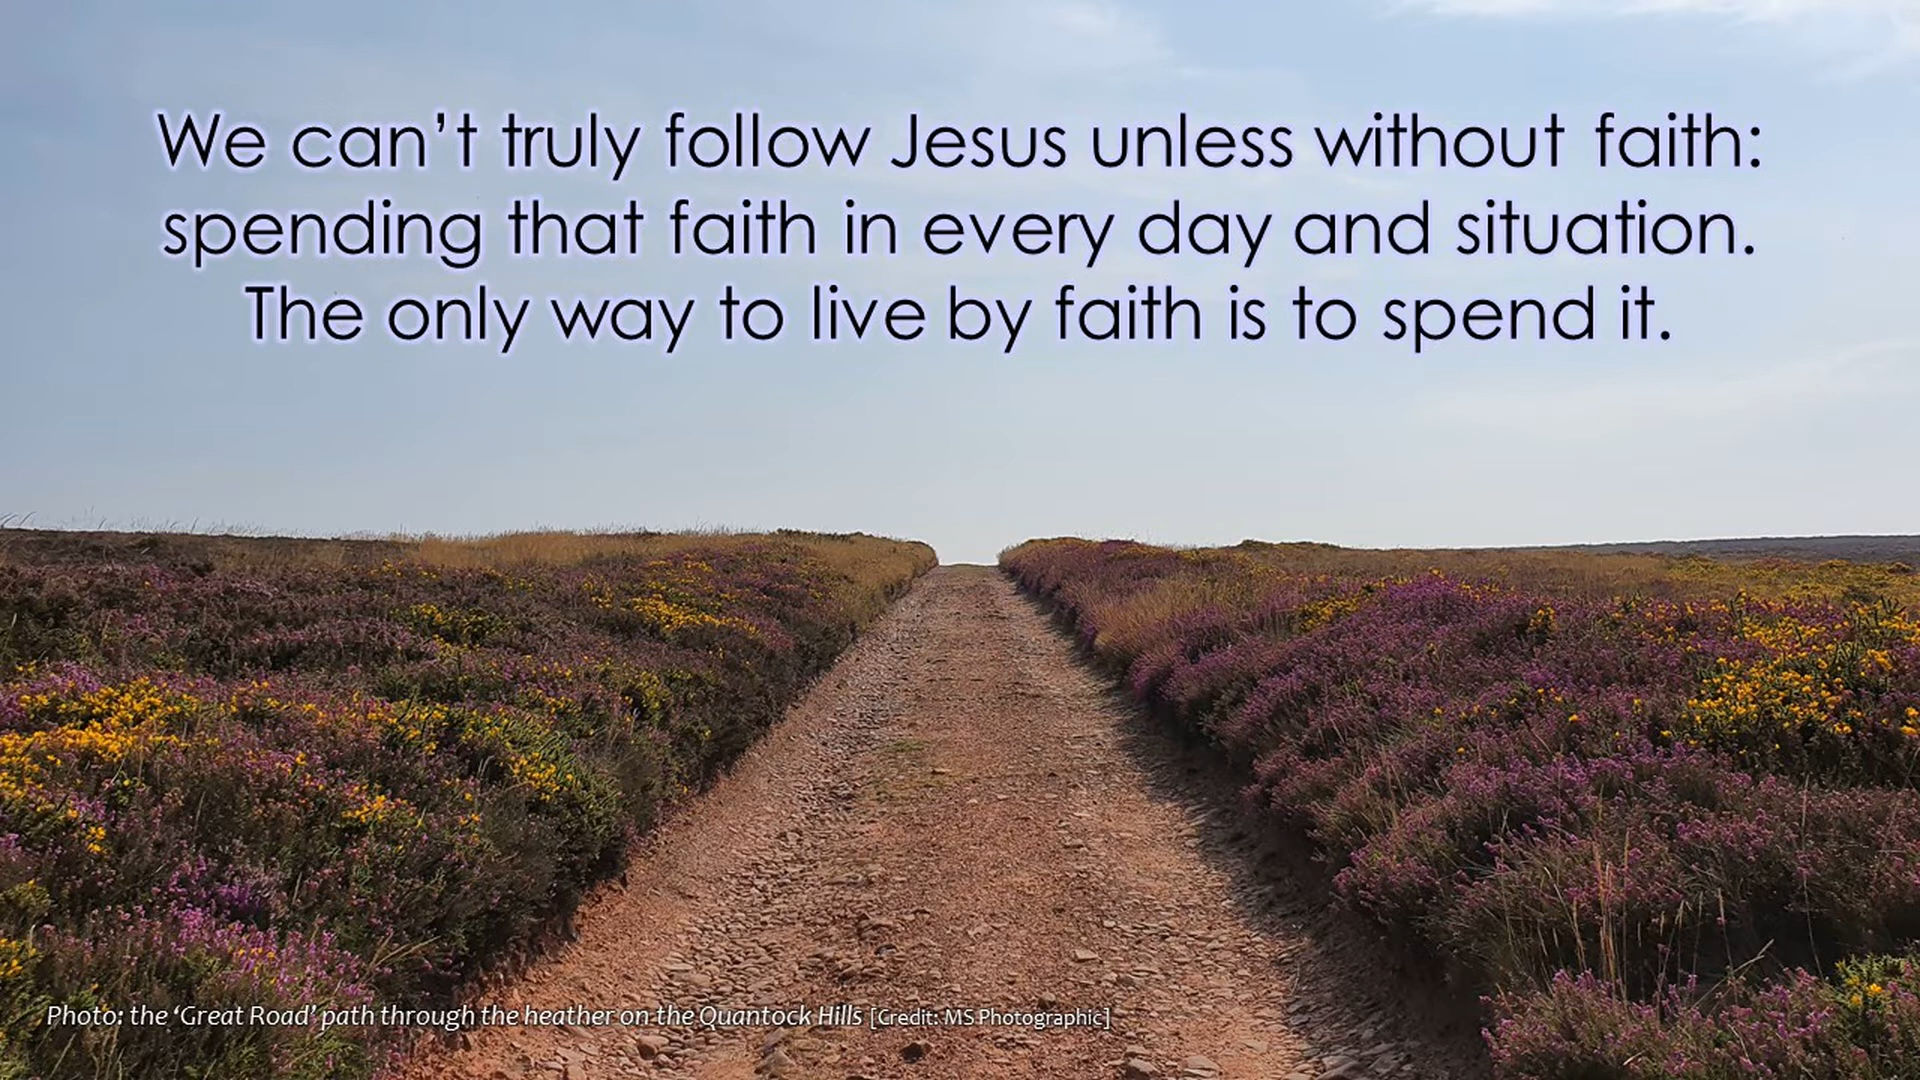 We can’t truly follow Jesus unless without faith:
spending that faith in every day and situation.
The only way to live by faith is to spend it.
Photo: the ‘Great Road’ path through the heather on the Quantock Hills [Credit: MS Photographic]